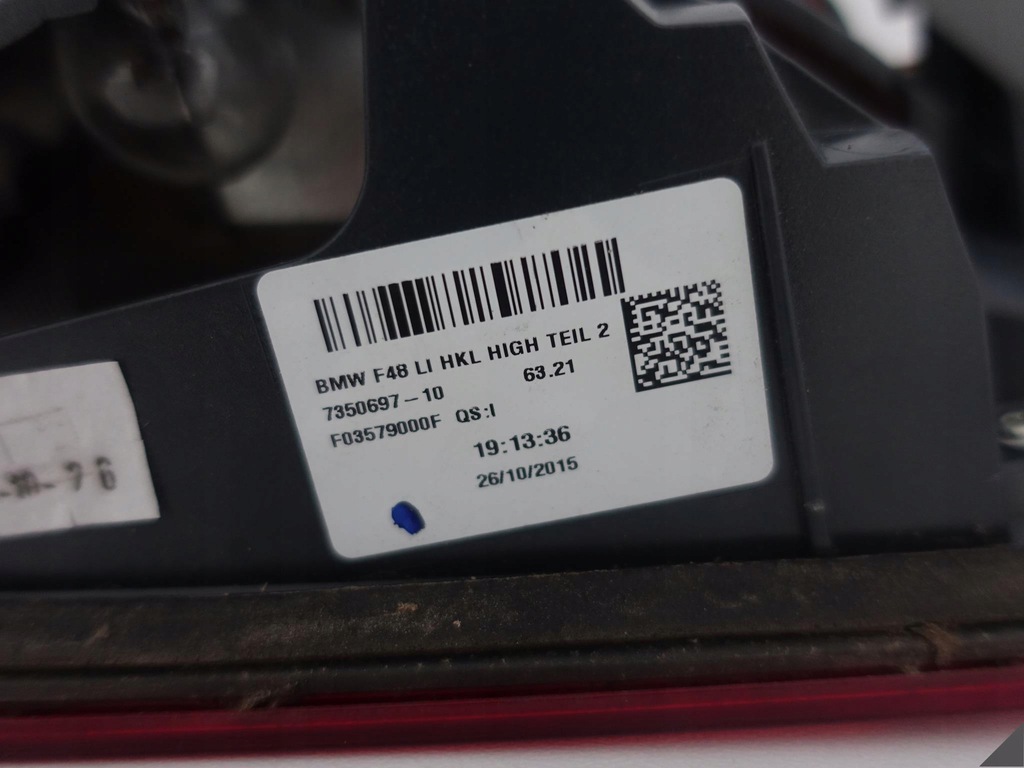 BMW F48 LI HKL HIGH TEIL 2
7350697-10 63.21
F03579000F QS:I
19:13:36
26/10/2015